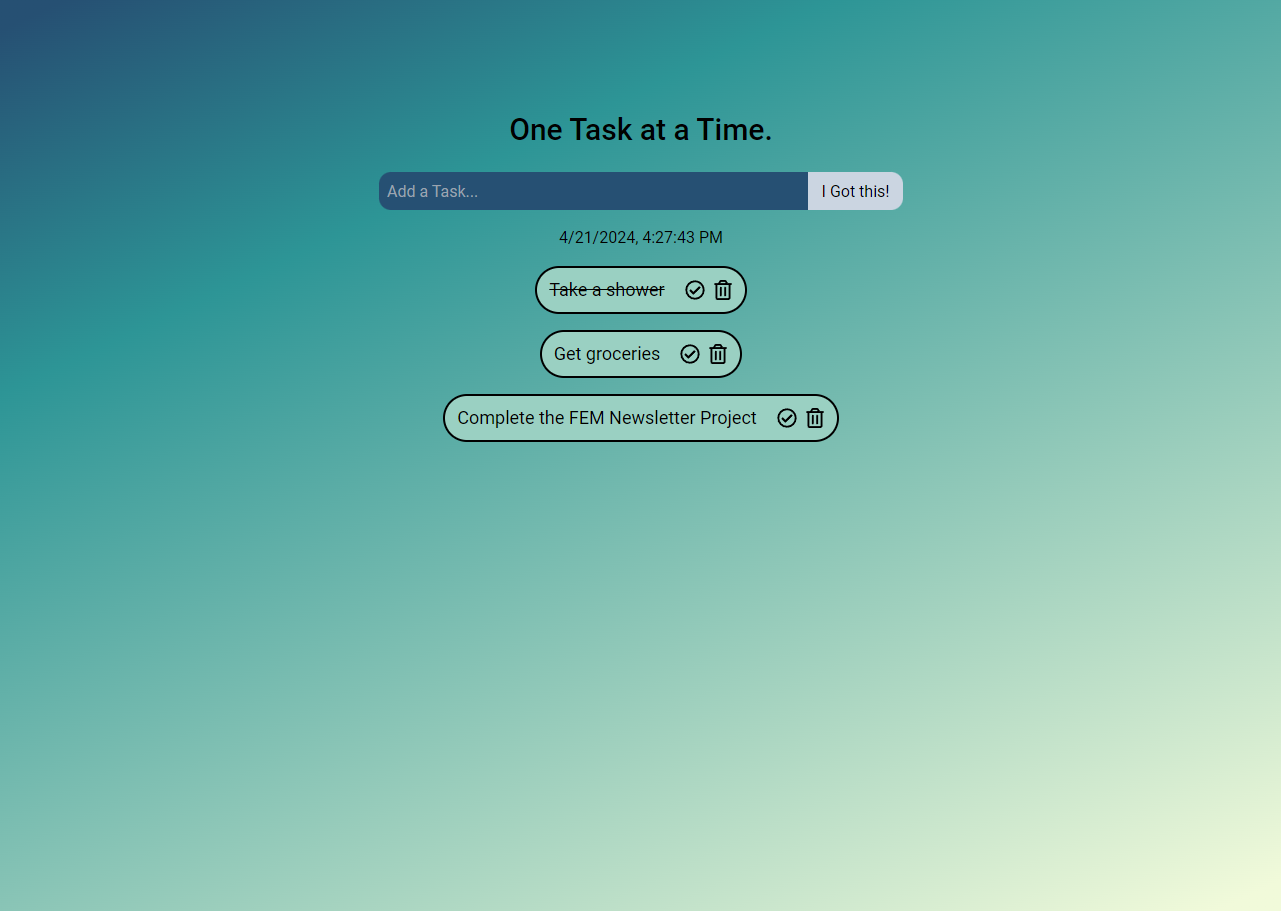 One Task at a Time.
Add a Task...
I Got this!
4/21/2024, 4:27:43 PM
Take a shower
Get groceries
Complete the FEM Newsletter Project